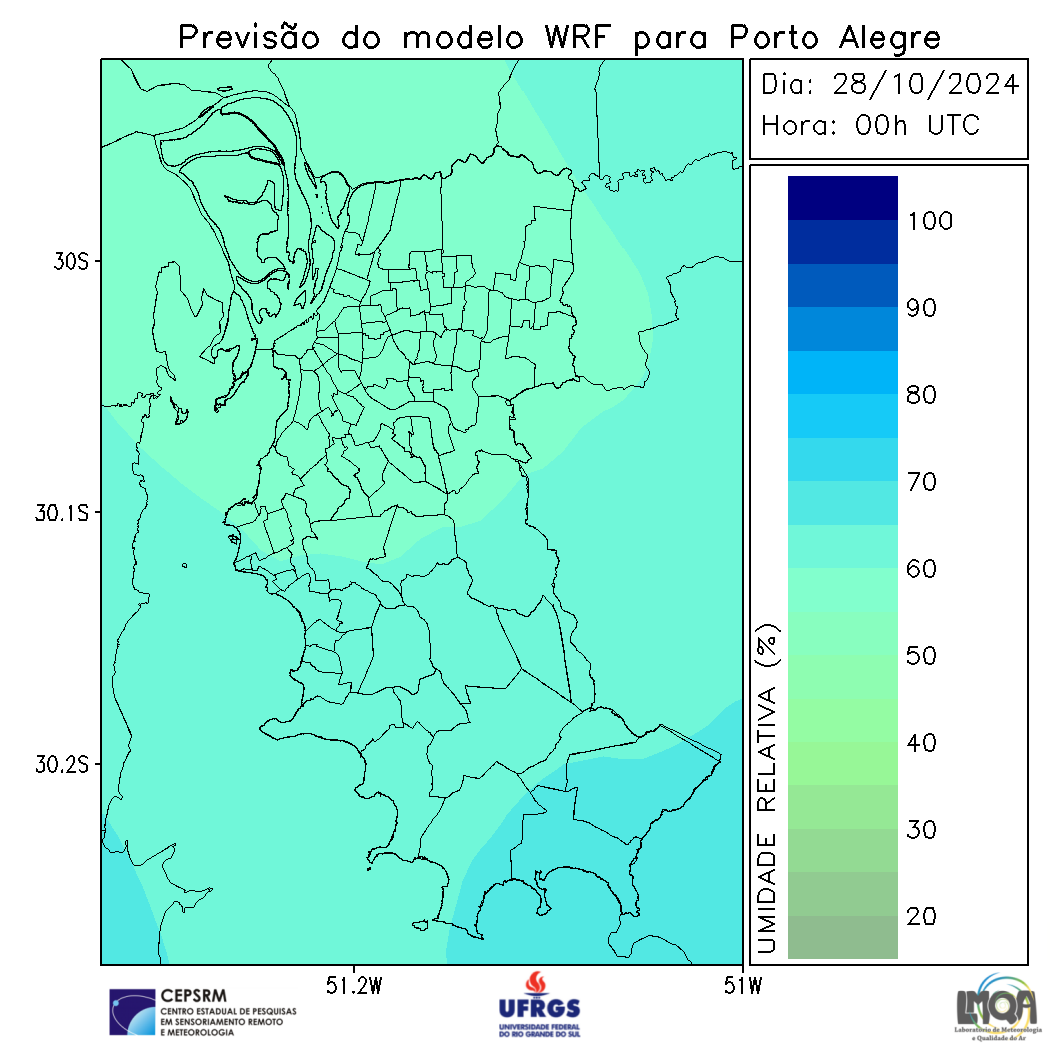 Previsão do modelo WRF para Porto Alegre
Dia: 28/10/2024
Hora: 00h UTC
30S
30.1S
30.2S
51.2W
51W
UMIDADE RELATIVA (%)
100
90
80
70
60
50
40
30
20
CEPSRM
CENTRO ESTADUAL DE PESQUISAS
EM SENSORIAMENTO REMOTO
E METEOROLOGIA
UFRGS
UNIVERSIDADE FEDERAL
DO RIO GRANDE DO SUL
LMQA
Laboratório de Meteorologia
e Qualidade do Ar